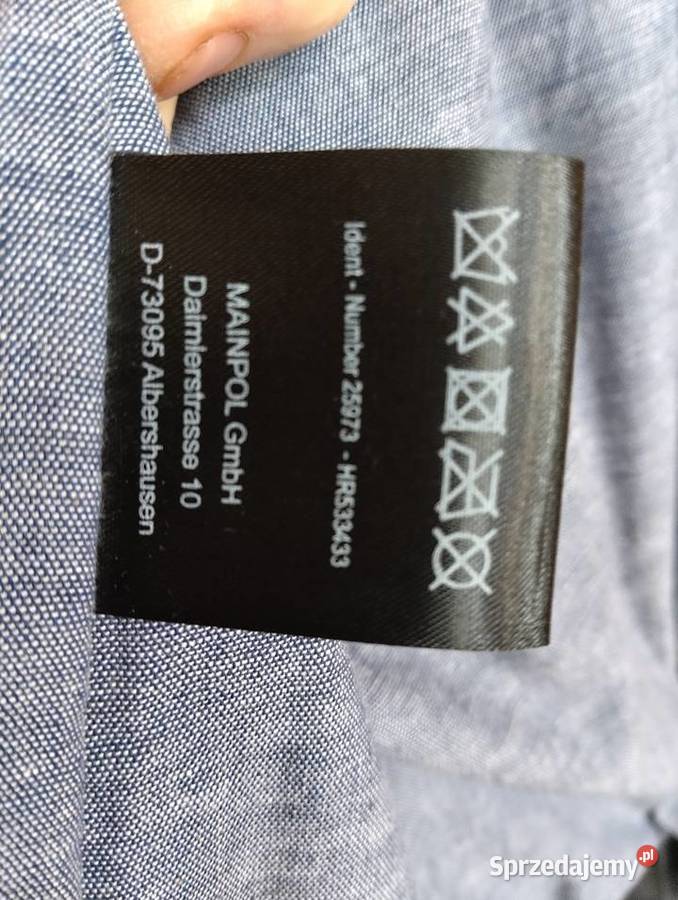 Ident - Number 25973 - HR533433
MAINPOL GmbH
Daimlerstrasse 10
D-73095 Albershausen
Sprzedajemy.pl